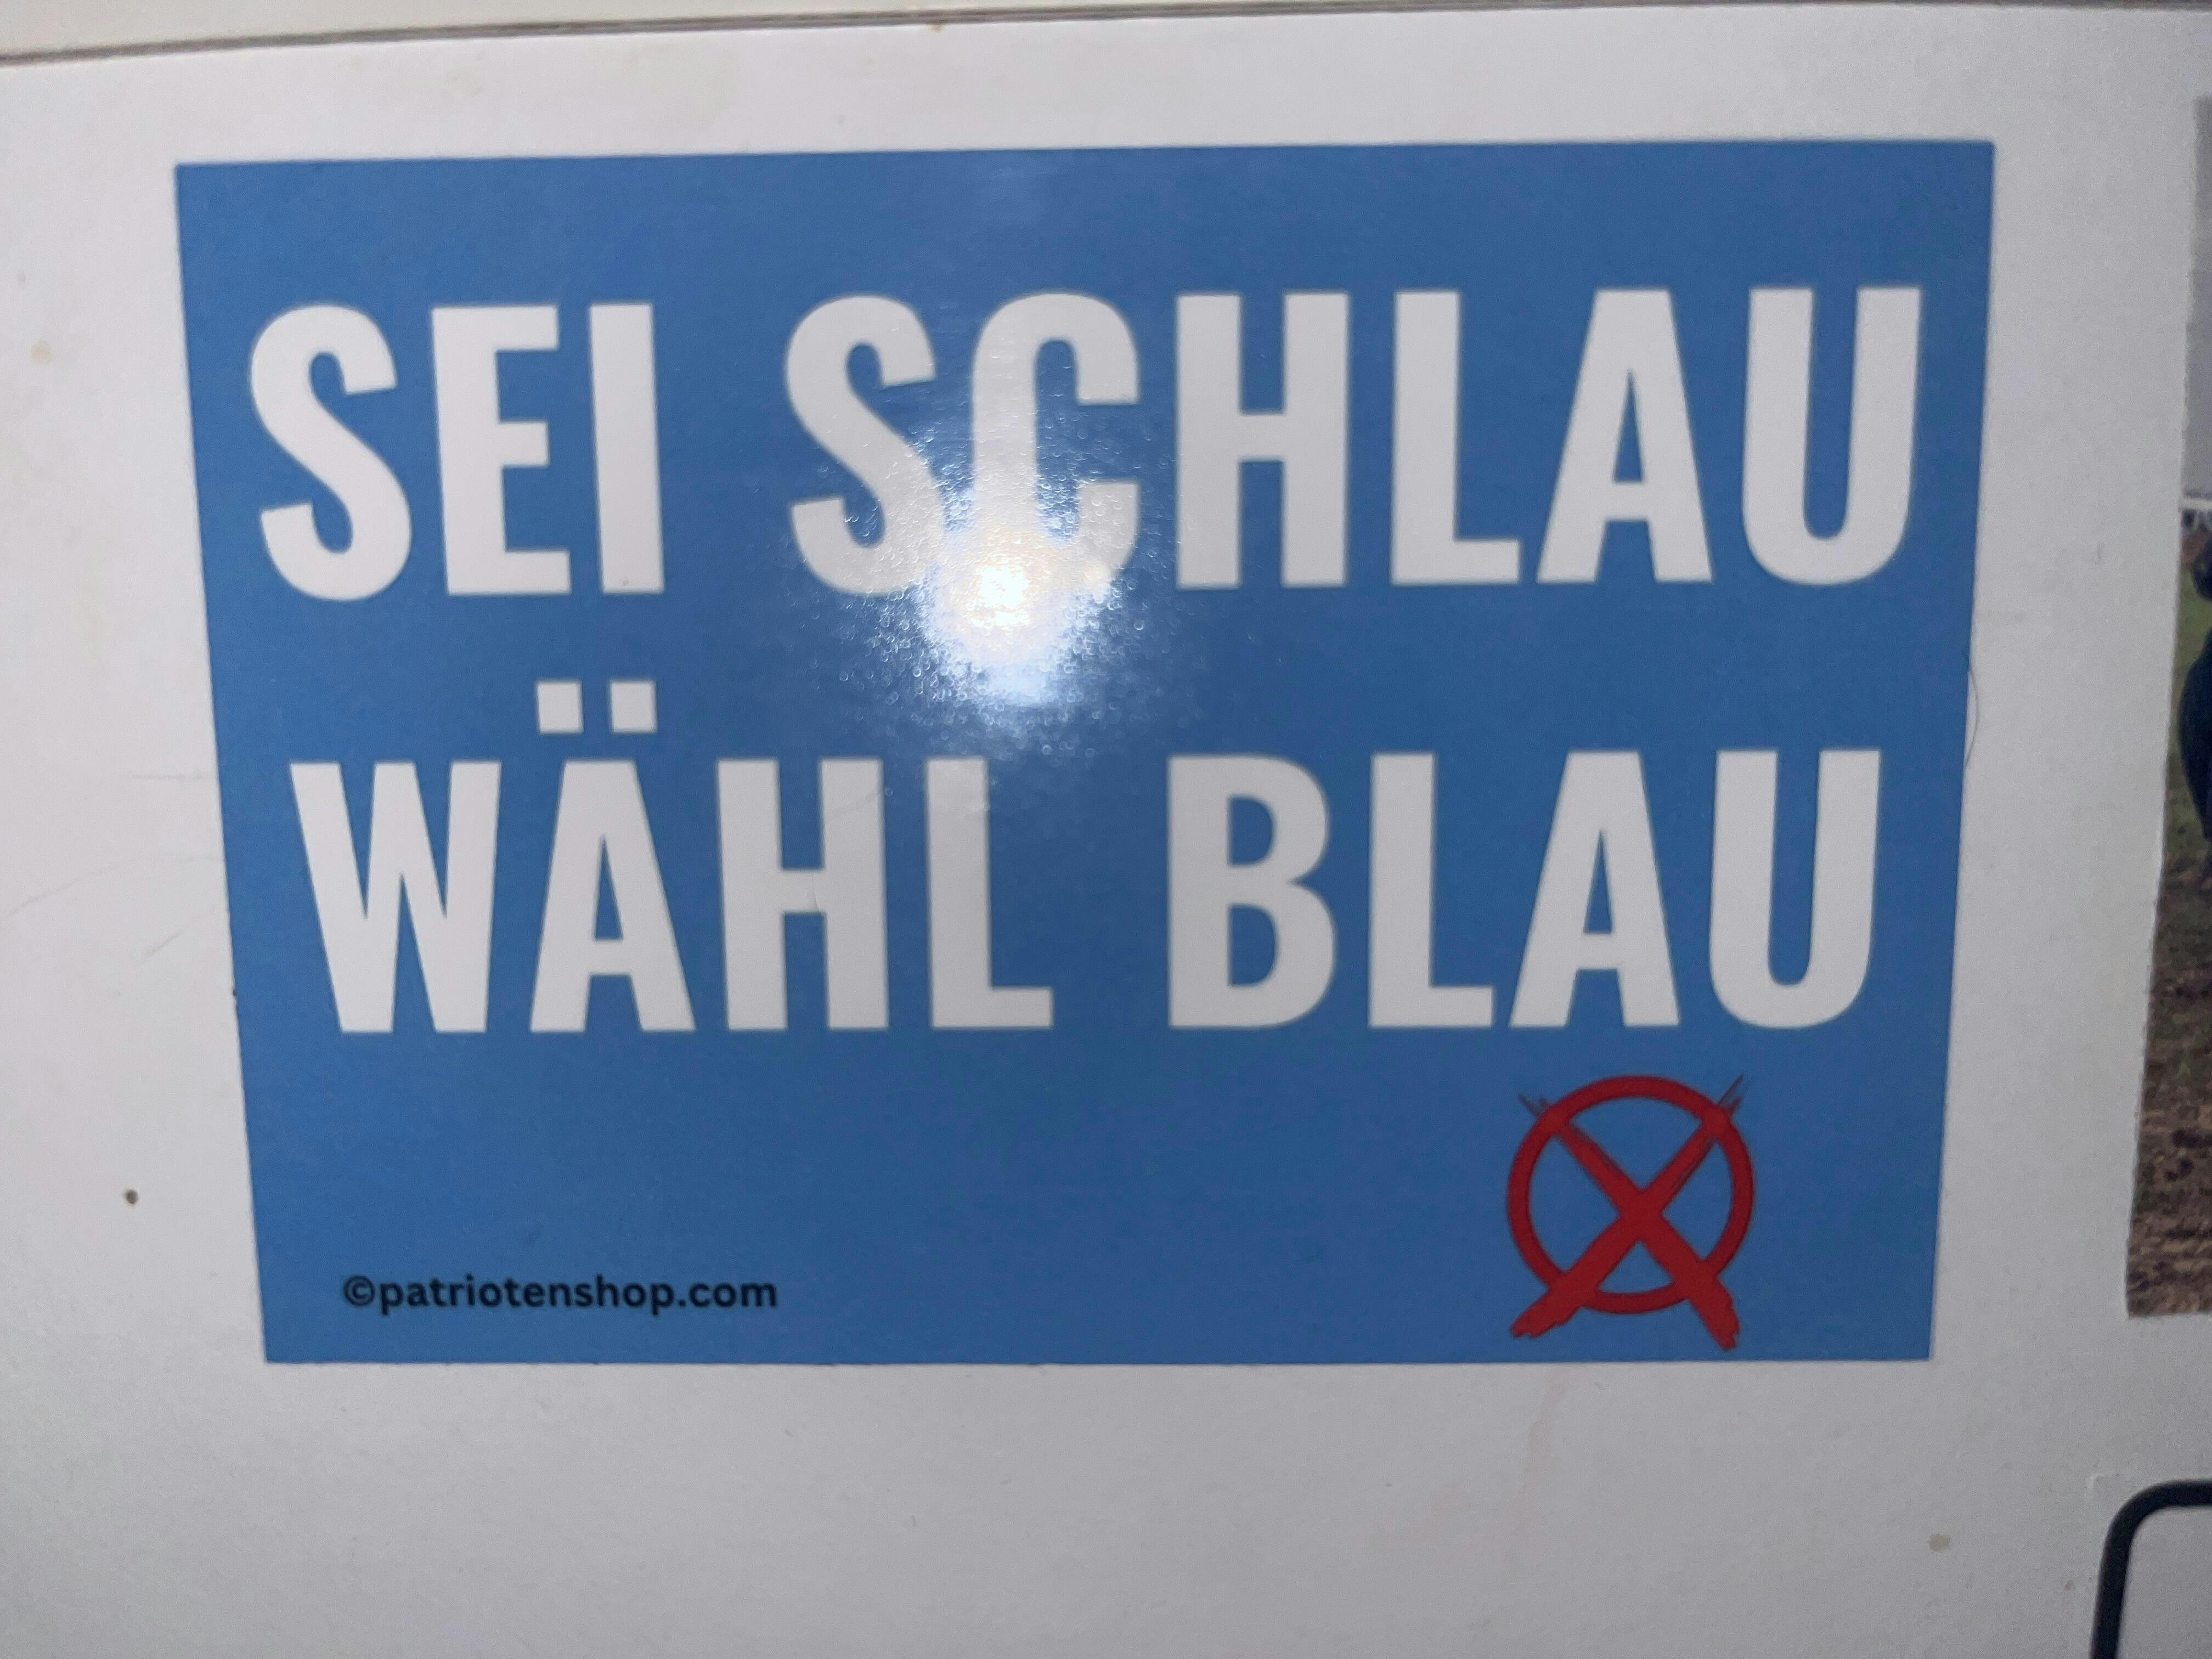 SEI SCHLAU
WÄHL BLAU
©patriotenshop.com